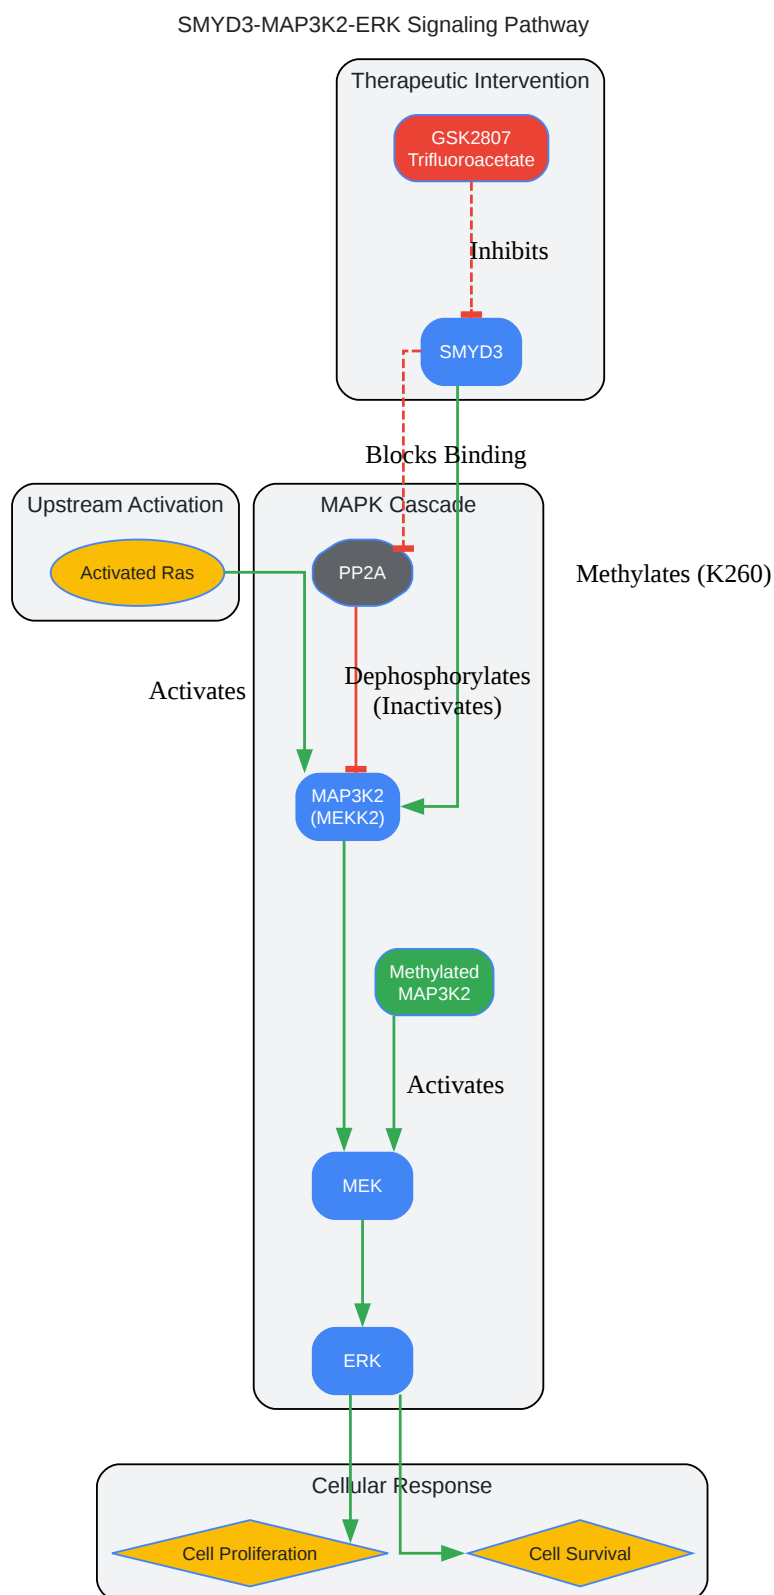 SMYD3-MAP3K2-ERK Signaling Pathway
Therapeutic Intervention
GSK2807
Trifluoroacetate
Inhibits
SMYD3
Blocks Binding
Upstream Activation
MAPK Cascade
Activated Ras
PP2A
Methylates (K260)
Activates
Dephosphorylates
(Inactivates)
MAP3K2
(MEKK2)
Methylated
MAP3K2
Activates
MEK
ERK
Cellular Response
Cell Proliferation
Cell Survival